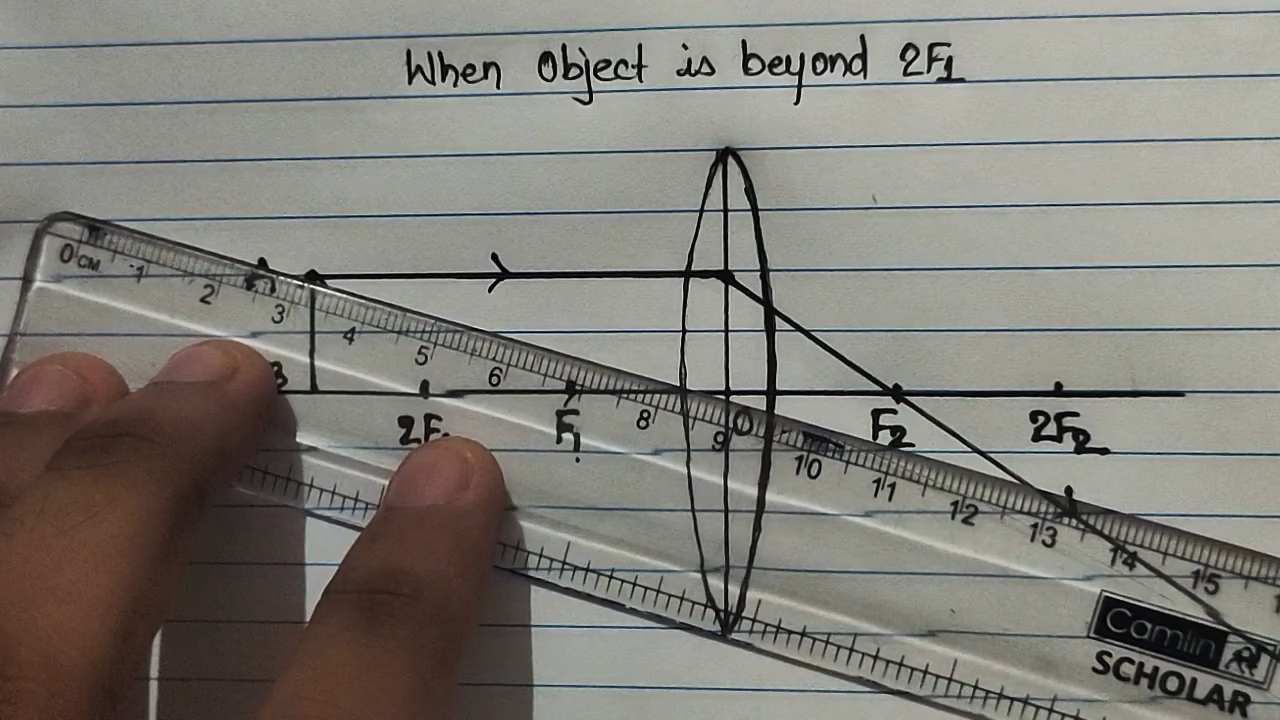 When Object is beyond 2F1
0 CM 1 2 3 4 5 6 8 9 10 11 12 13 14 15
B
2F F1 O F2 2F2
Camlin
SCHOLAR